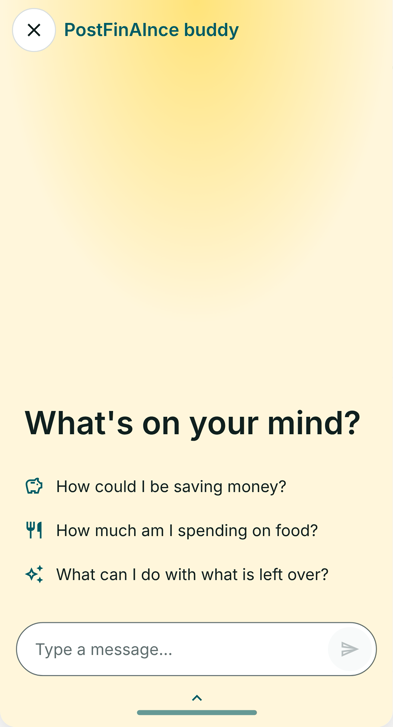 PostFinAInce buddy
What's on your mind?
How could I be saving money?
How much am I spending on food?
What can I do with what is left over?
Type a message...